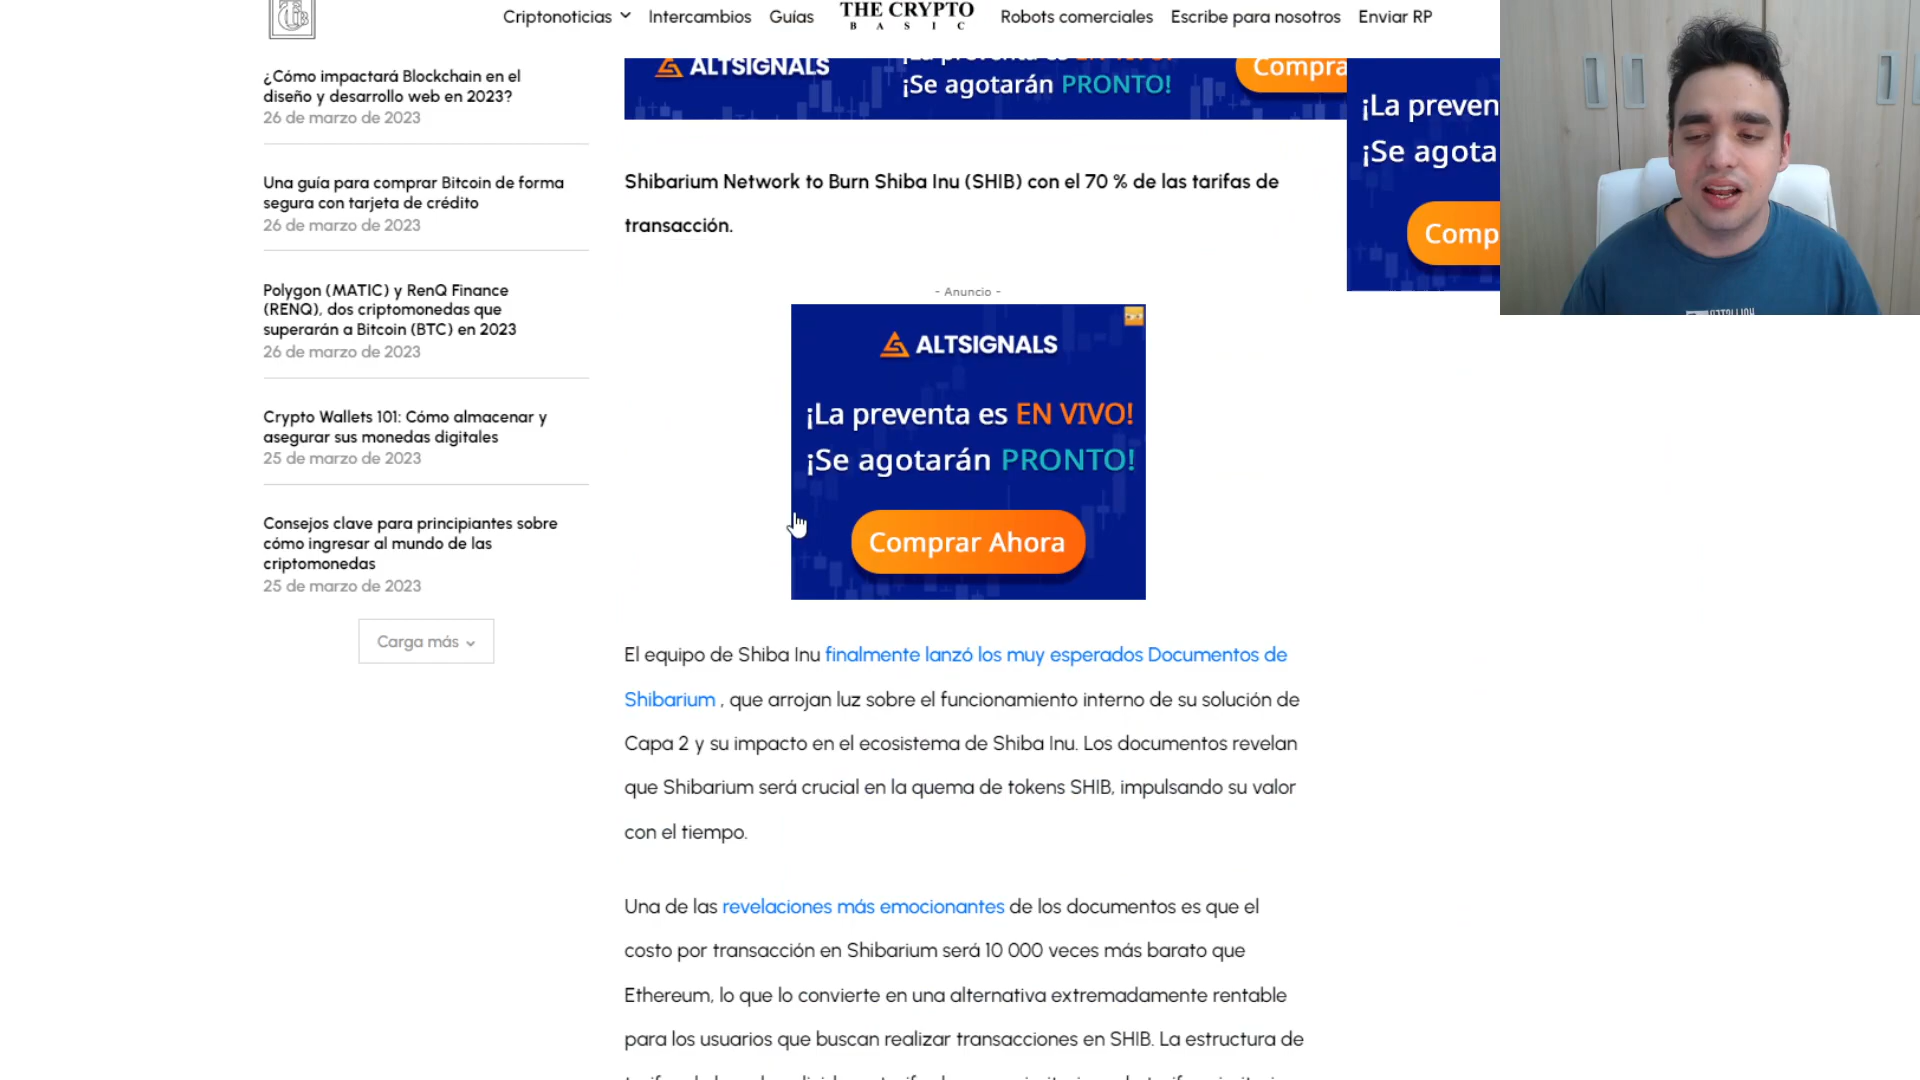 Criptonoticias
Intercambios
Guías
THE CRYPTO
BASIC
Robots comerciales
Escribe para nosotros
Enviar RP
¿Cómo impactará Blockchain en el
diseño y desarrollo web en 2023?
26 de marzo de 2023
Una guía para comprar Bitcoin de forma
segura con tarjeta de crédito
26 de marzo de 2023
Polygon (MATIC) y RenQ Finance
(RENQ), dos criptomonedas que
superarán a Bitcoin (BTC) en 2023
26 de marzo de 2023
Crypto Wallets 101: Cómo almacenar y
asegurar sus monedas digitales
25 de marzo de 2023
Consejos clave para principiantes sobre
cómo ingresar al mundo de las
criptomonedas
25 de marzo de 2023
Carga más
ALTSIGNALS
¡Se agotarán PRONTO!
Compra
¡La preven
¡Se agota
Comp
Shibarium Network to Burn Shiba Inu (SHIB) con el 70 % de las tarifas de
transacción.
- Anuncio -
ALTSIGNALS
¡La preventa es EN VIVO!
¡Se agotarán PRONTO!
Comprar Ahora
El equipo de Shiba Inu finalmente lanzó los muy esperados Documentos de
Shibarium , que arrojan luz sobre el funcionamiento interno de su solución de
Capa 2 y su impacto en el ecosistema de Shiba Inu. Los documentos revelan
que Shibarium será crucial en la quema de tokens SHIB, impulsando su valor
con el tiempo.
Una de las revelaciones más emocionantes de los documentos es que el
costo por transacción en Shibarium será 10 000 veces más barato que
Ethereum, lo que lo convierte en una alternativa extremadamente rentable
para los usuarios que buscan realizar transacciones en SHIB. La estructura de